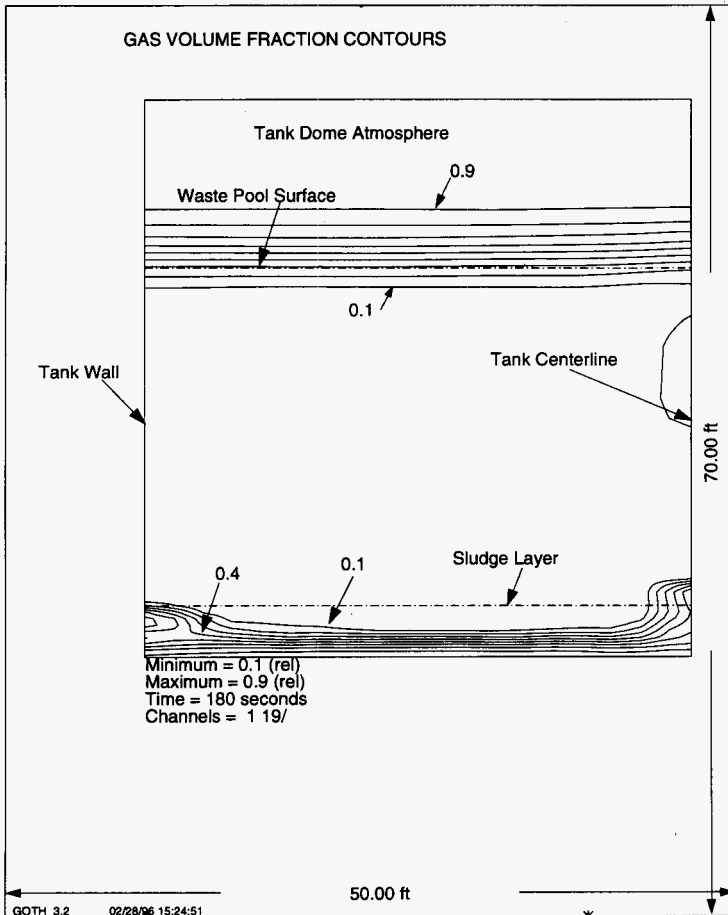 GAS VOLUME FRACTION CONTOURS
Tank Dome Atmosphere
0.9
Waste Pool Surface
0.1
Tank Centerline
Tank Wall
70.00 ft
Sludge Layer
0.1
0.4
Minimum = 0.1 (rel)
Maximum = 0.9 (rel)
Time = 180 seconds
Channels = 1 19/
50.00 ft
GOTH 3.2 02/28/96 15:24:51
*